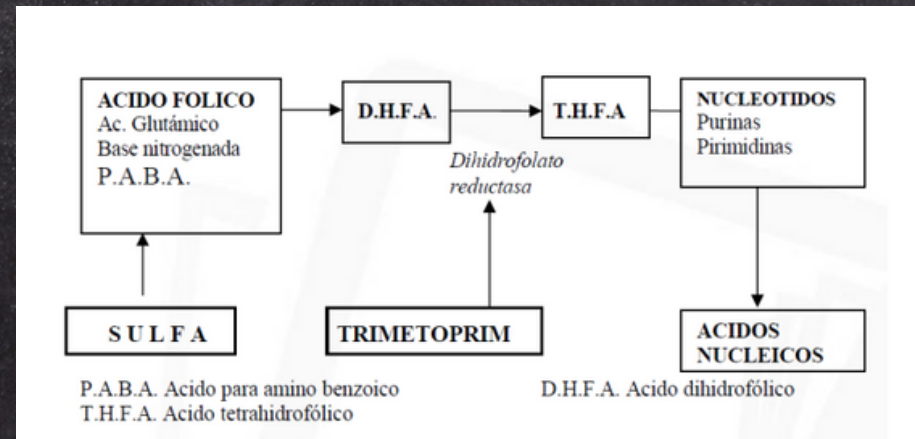 ACIDO FOLICO
Ac. Glutámico
Base nitrogenada
P.A.B.A.
D.H.F.A.
T.H.F.A
NUCLEOTIDOS
Purinas
Pirimidinas
Dihidrofolato
reductasa
S U L F A
TRIMETOPRIM
ACIDOS
NUCLEICOS
P.A.B.A. Acido para amino benzoico
T.H.F.A. Acido tetrahidrofólico
D.H.F.A. Acido dihidrofólico